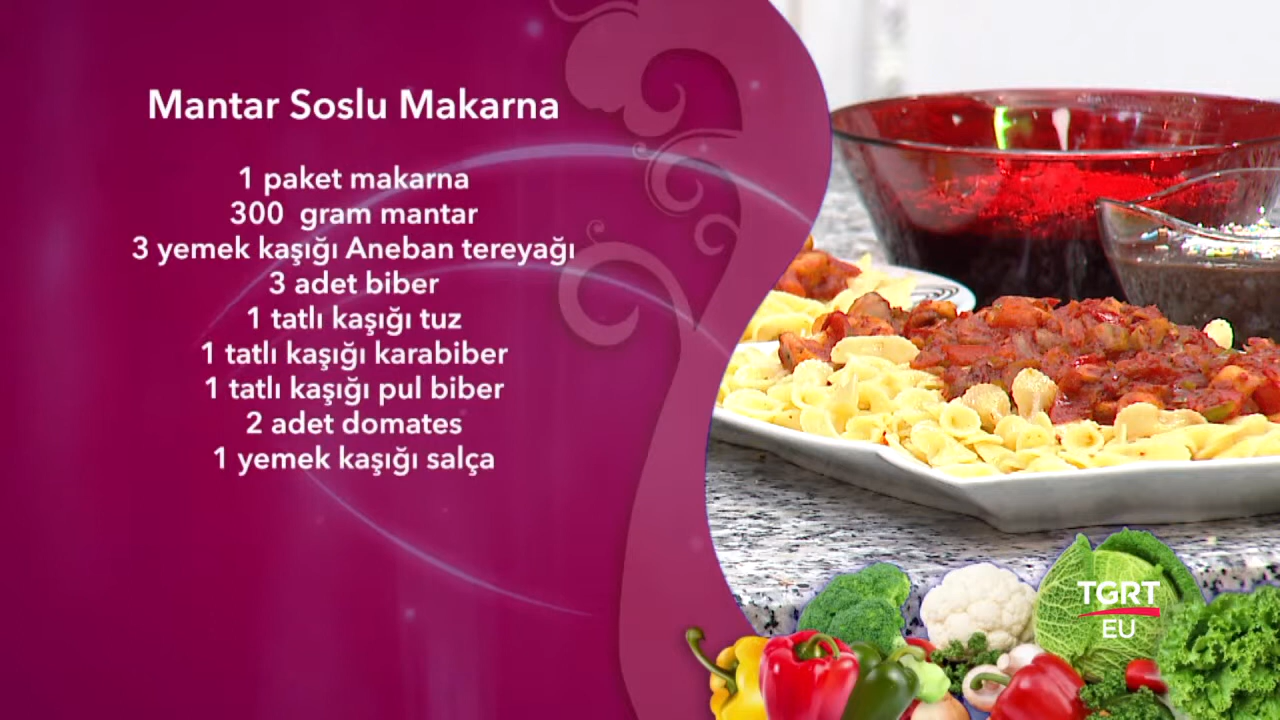 Mantar Soslu Makarna
1 paket makarna
300 gram mantar
3 yemek kaşığı Aneban tereyağı
3 adet biber
1 tatlı kaşığı tuz
1 tatlı kaşığı karabiber
1 tatlı kaşığı pul biber
2 adet domates
1 yemek kaşığı salça
TGRT
EU